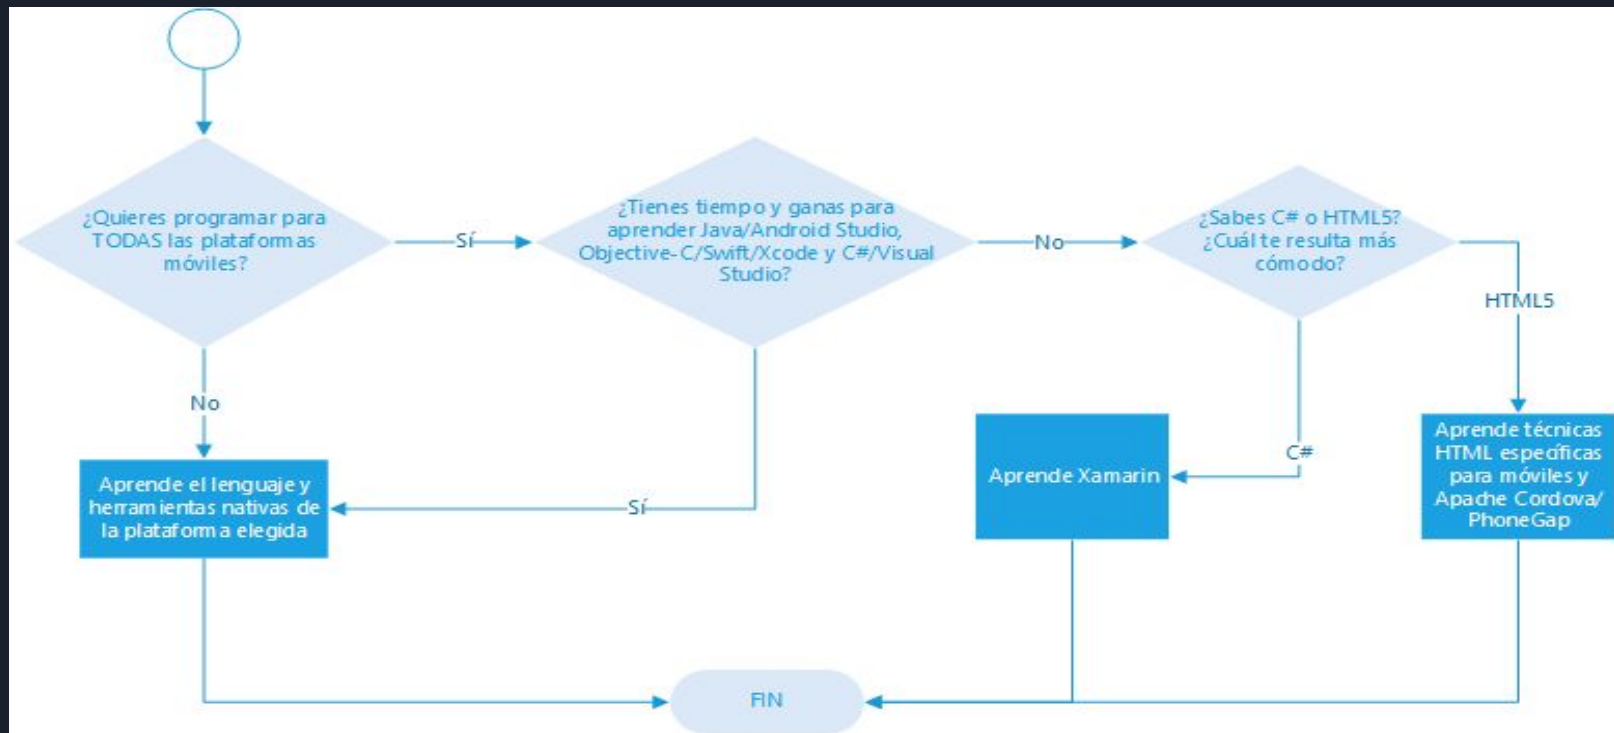 ¿Quieres programar para
TODAS las plataformas
móviles?
Sí
¿Tienes tiempo y ganas para
aprender Java/Android Studio,
Objective-C/Swift/Xcode y C#/Visual
Studio?
No
¿Sabes C# o HTML5?
¿Cuál te resulta más
cómodo?
HTML5
No
C#
Aprende el lenguaje y
herramientas nativas de
la plataforma elegida
Sí
Aprende Xamarin
Aprende técnicas
HTML específicas
para móviles y
Apache Cordova/
PhoneGap
FIN